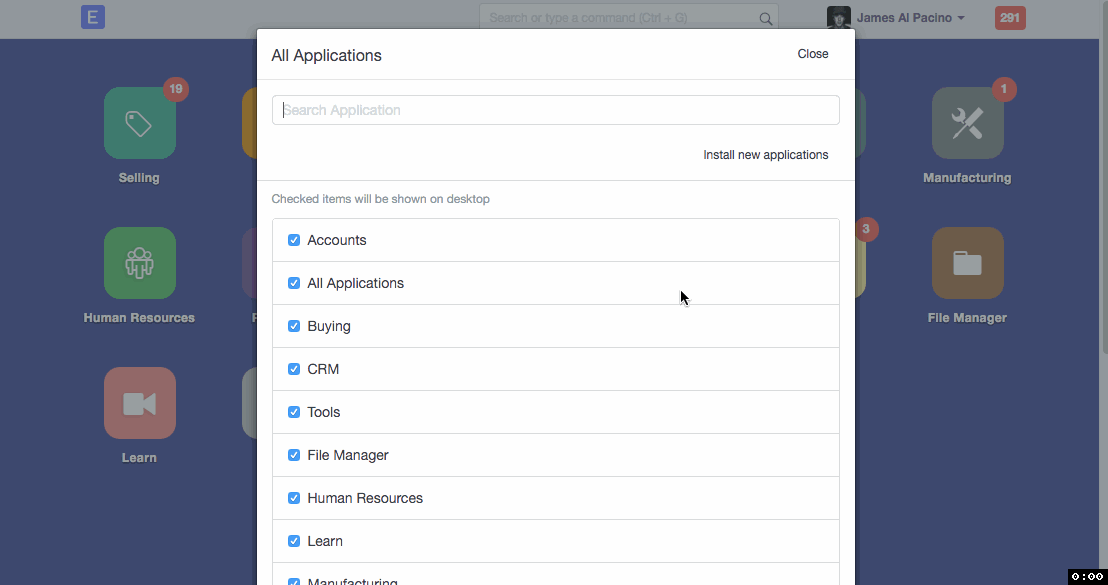 E
Search or type a command (Ctrl + G)
James Al Pacino
291
All Applications
Close
Search Application
Install new applications
Checked items will be shown on desktop
Accounts
All Applications
Buying
CRM
Tools
File Manager
Human Resources
Learn
Manufacturing
19
Selling
1
Manufacturing
Human Resources
3
File Manager
Learn
0:00